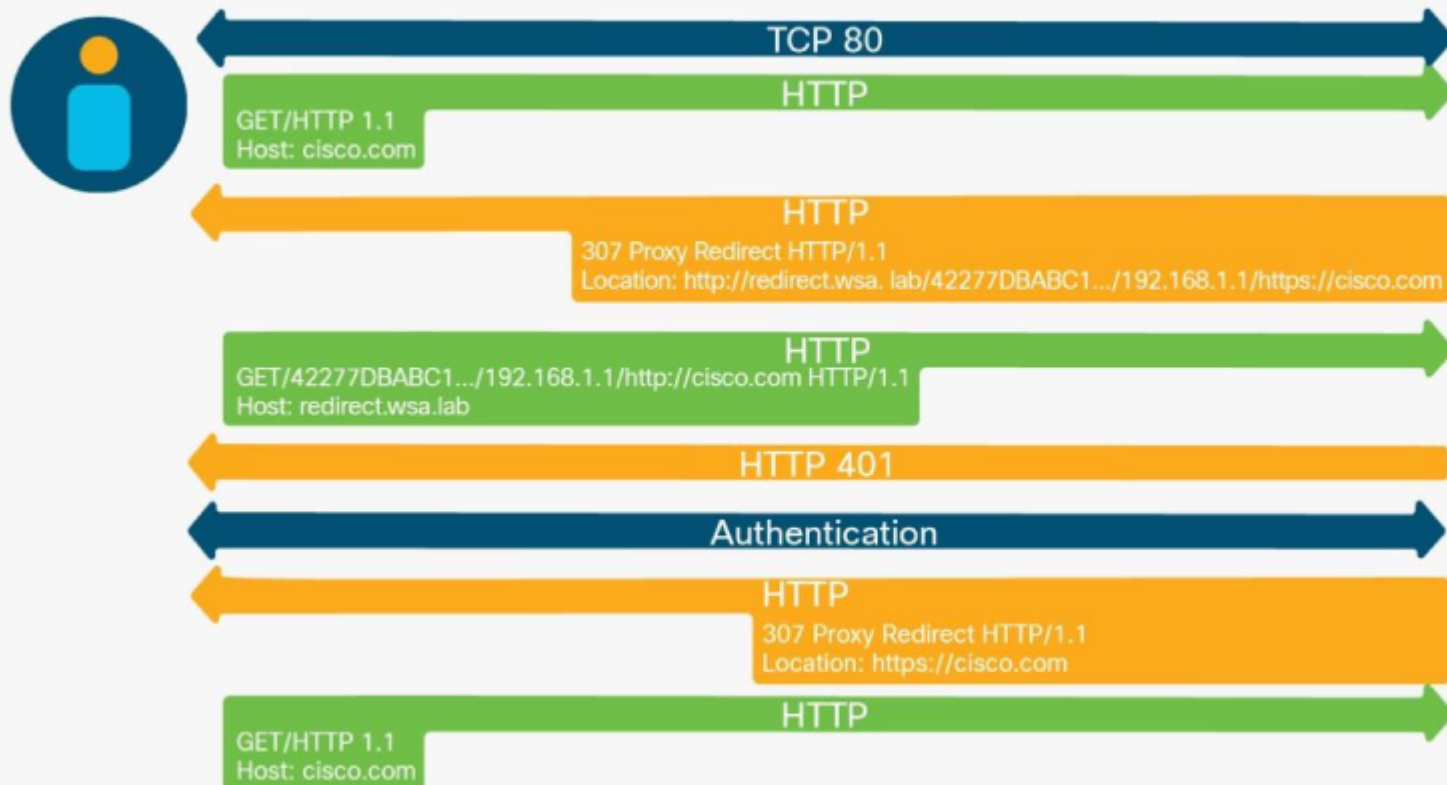 TCP 80
HTTP
GET/HTTP 1.1
Host: cisco.com
HTTP
307 Proxy Redirect HTTP/1.1
Location: http://redirect.wsa. lab/42277DBABC1.../192.168.1.1/https://cisco.com
HTTP
GET/42277DBABC1.../192.168.1.1/http://cisco.com HTTP/1.1
Host: redirect.wsa.lab
HTTP 401
Authentication
HTTP
307 Proxy Redirect HTTP/1.1
Location: https://cisco.com
HTTP
GET/HTTP 1.1
Host: cisco.com